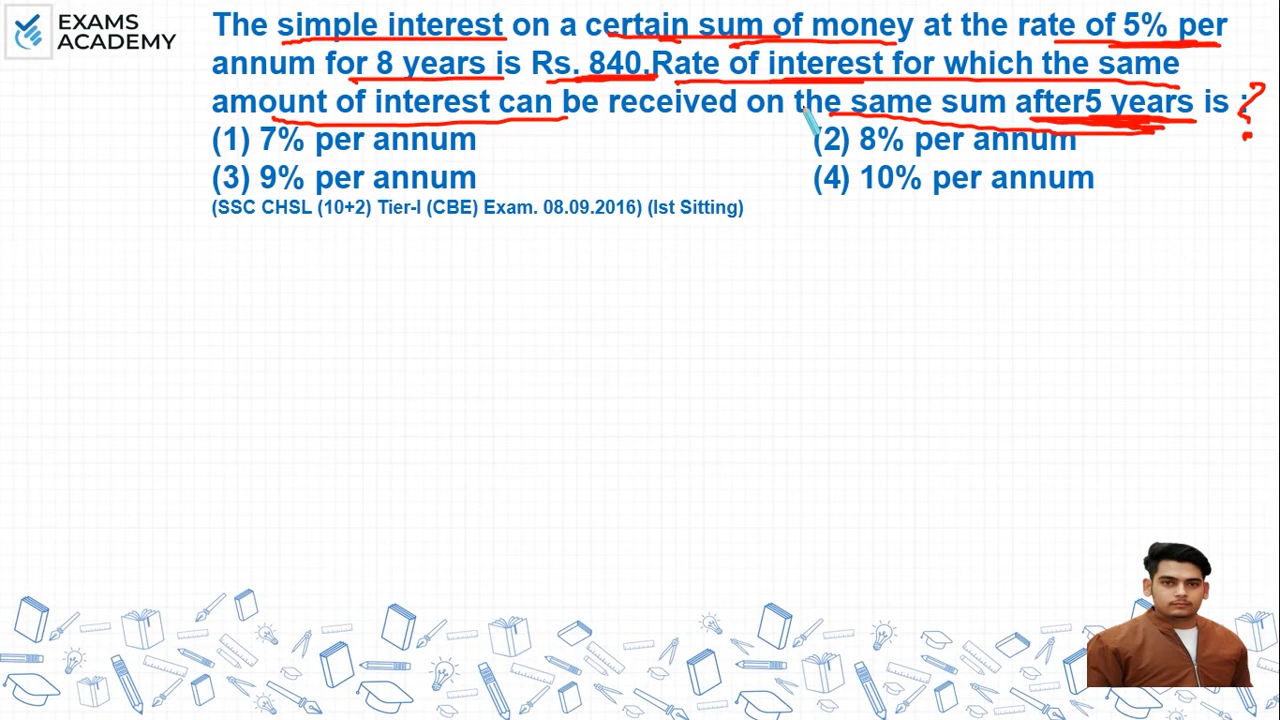 EXAMS
ACADEMY
The simple interest on a certain sum of money at the rate of 5% per
annum for 8 years is Rs. 840.Rate of interest for which the same
amount of interest can be received on the same sum after5 years is : ?
(1) 7% per annum
(2) 8% per annum
(3) 9% per annum
(4) 10% per annum
(SSC CHSL (10+2) Tier-I (CBE) Exam. 08.09.2016) (Ist Sitting)